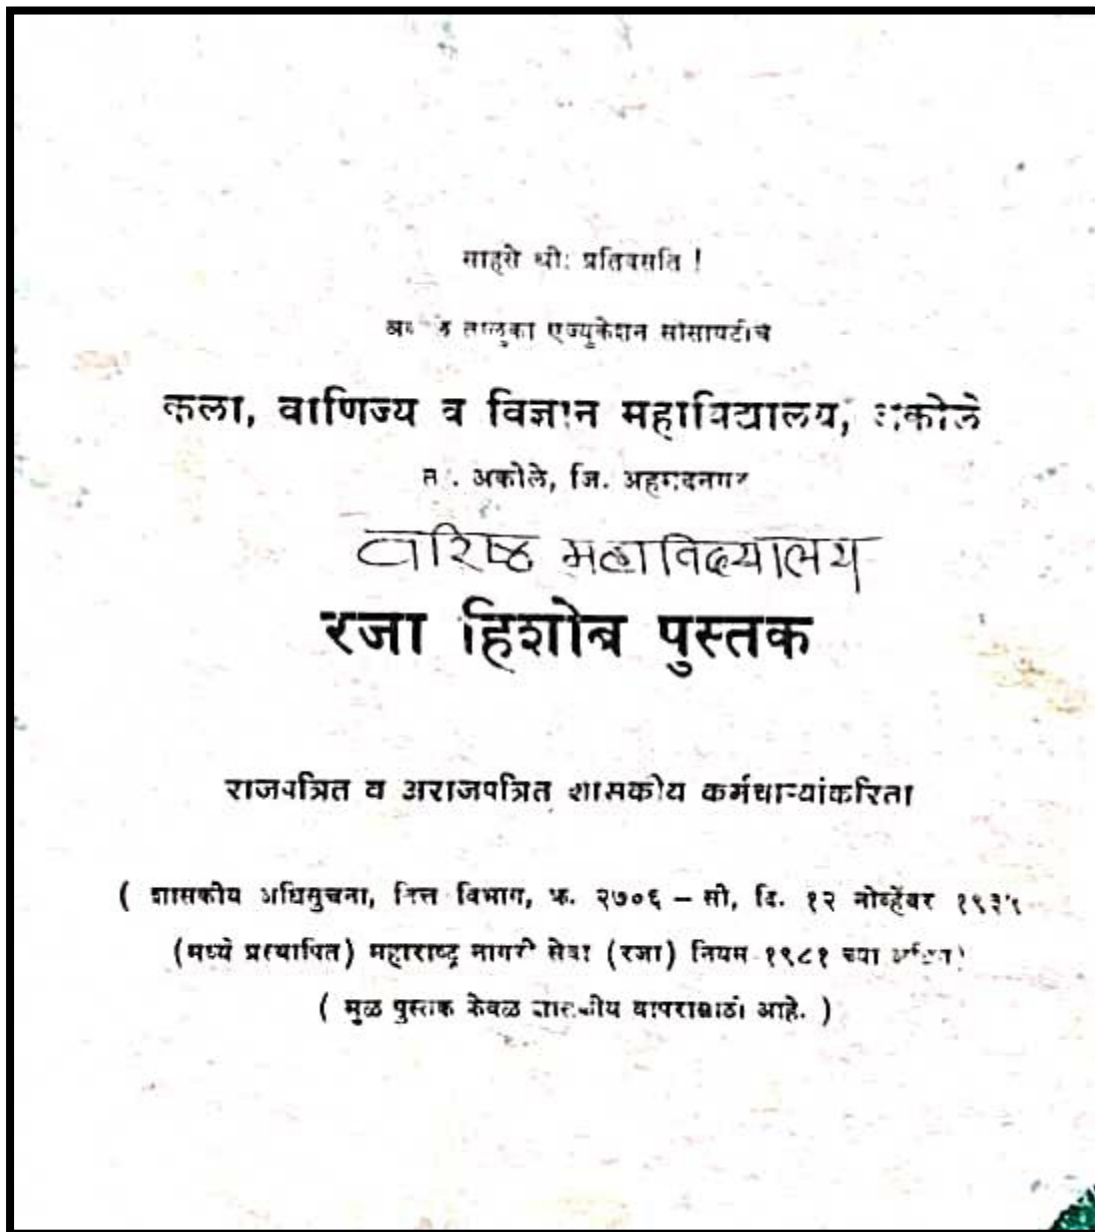 साहसे श्री: प्रतिवसति !
तालुका एज्युकेशन सोसायटीचे
कला, वाणिज्य व विज्ञान महाविद्यालय, अकोले
ता. अकोले, जि. अहमदनगर
वरिष्ठ महाविद्यालय
रजा हिशोब पुस्तक
राजपत्रित व अराजपत्रित शासकीय कर्मचाऱ्यांकरिता
( शासकीय अधिसुचना, वित्त विभाग, क्र. २७०६ – सी, दि. १२ नोव्हेंबर
(मध्ये प्रस्थापित) महाराष्ट्र नागरी सेवा (रजा) नियम १९८१ च्या
( मुळ पुस्तक केवळ शासकीय वापरासाठी आहे. )